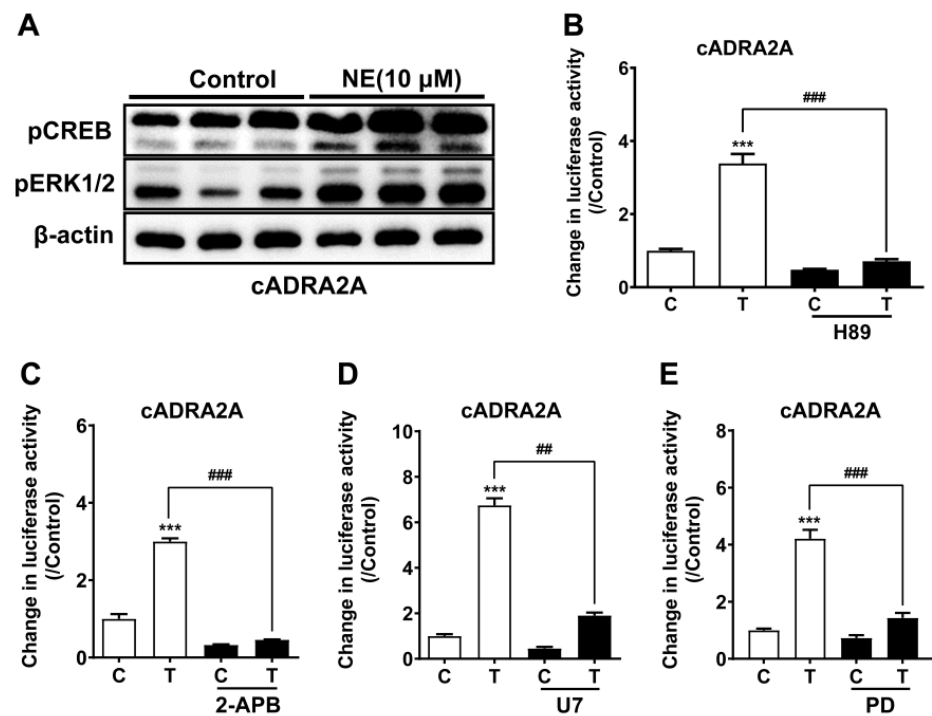 A
Control NE(10 μM)
pCREB
pERK1/2
β-actin
cADRA2A
B
cADRA2A
Change in luciferase activity
(/Control)
6
4
2
0
***
###
C T C T
H89
C
cADRA2A
Change in luciferase activity
(/Control)
6
4
2
0
***
###
C T C T
2-APB
D
cADRA2A
Change in luciferase activity
(/Control)
10
8
6
4
2
0
***
##
C T C T
U7
E
cADRA2A
Change in luciferase activity
(/Control)
8
6
4
2
0
***
###
C T C T
PD